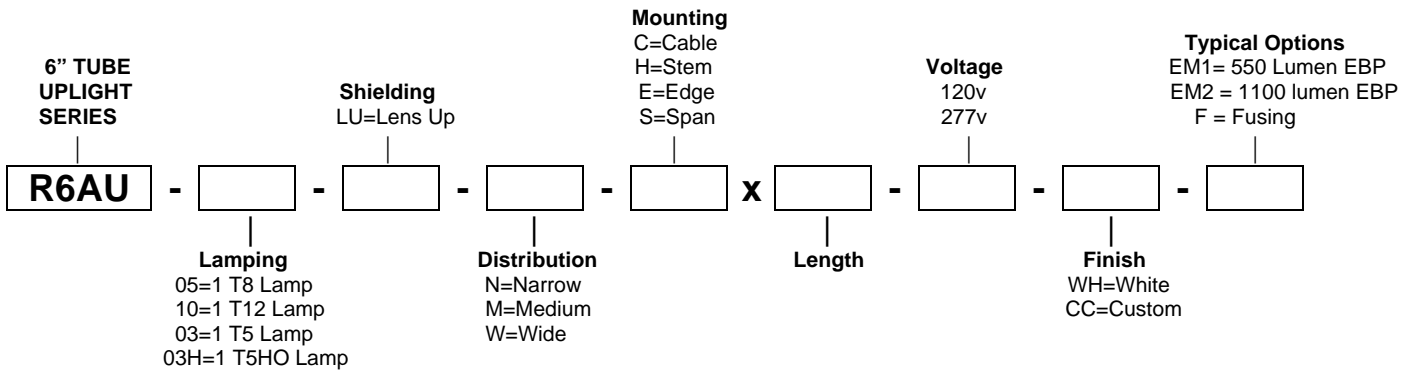 6” TUBE
UPLIGHT
SERIES
Shielding
LU=Lens Up
Mounting
C=Cable
H=Stem
E=Edge
S=Span
Voltage
120v
277v
Typical Options
EM1= 550 Lumen EBP
EM2 = 1100 lumen EBP
F = Fusing
R6AU - - - - x - - -
Lamping
05=1 T8 Lamp
10=1 T12 Lamp
03=1 T5 Lamp
03H=1 T5HO Lamp
Distribution
N=Narrow
M=Medium
W=Wide
Length
Finish
WH=White
CC=Custom